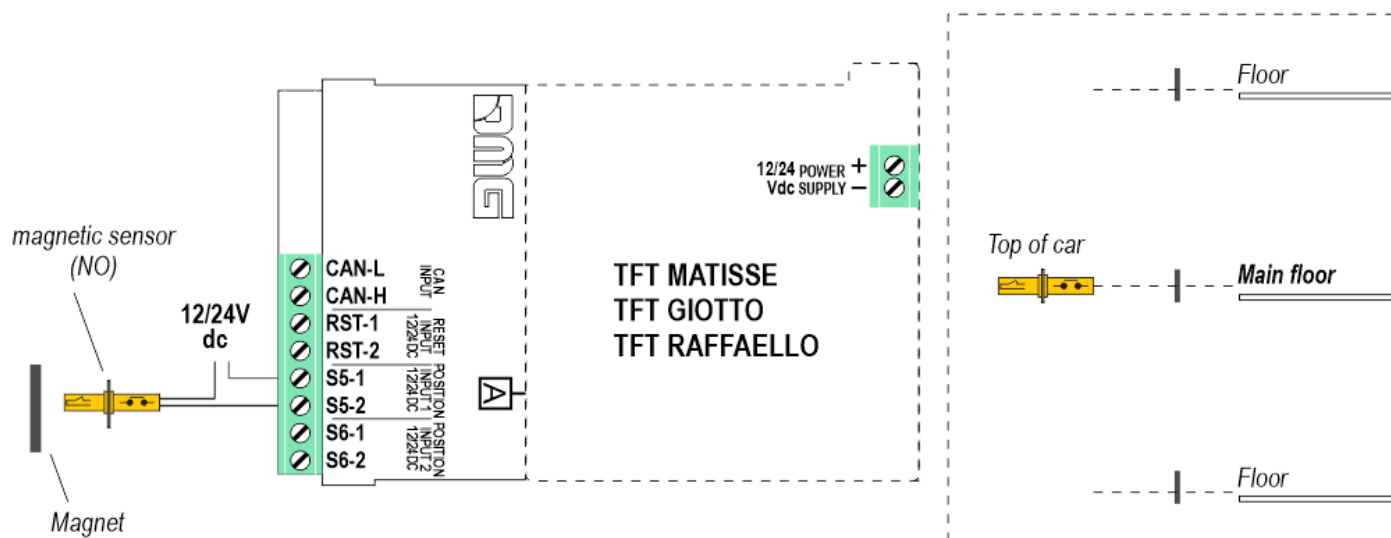 magnetic sensor
(NO)
12/24V
dc
Magnet
DMG
CAN-L
CAN-H
CAN
INPUT
RST-1
RST-2
RESET
INPUT
12/24DC
S5-1
S5-2
POSITION
INPUT 1
12/24DC
S6-1
S6-2
POSITION
INPUT 2
12/24DC
A
TFT MATISSE
TFT GIOTTO
TFT RAFFAELLO
12/24 POWER +
Vdc SUPPLY –
Floor
Top of car
Main floor
Floor